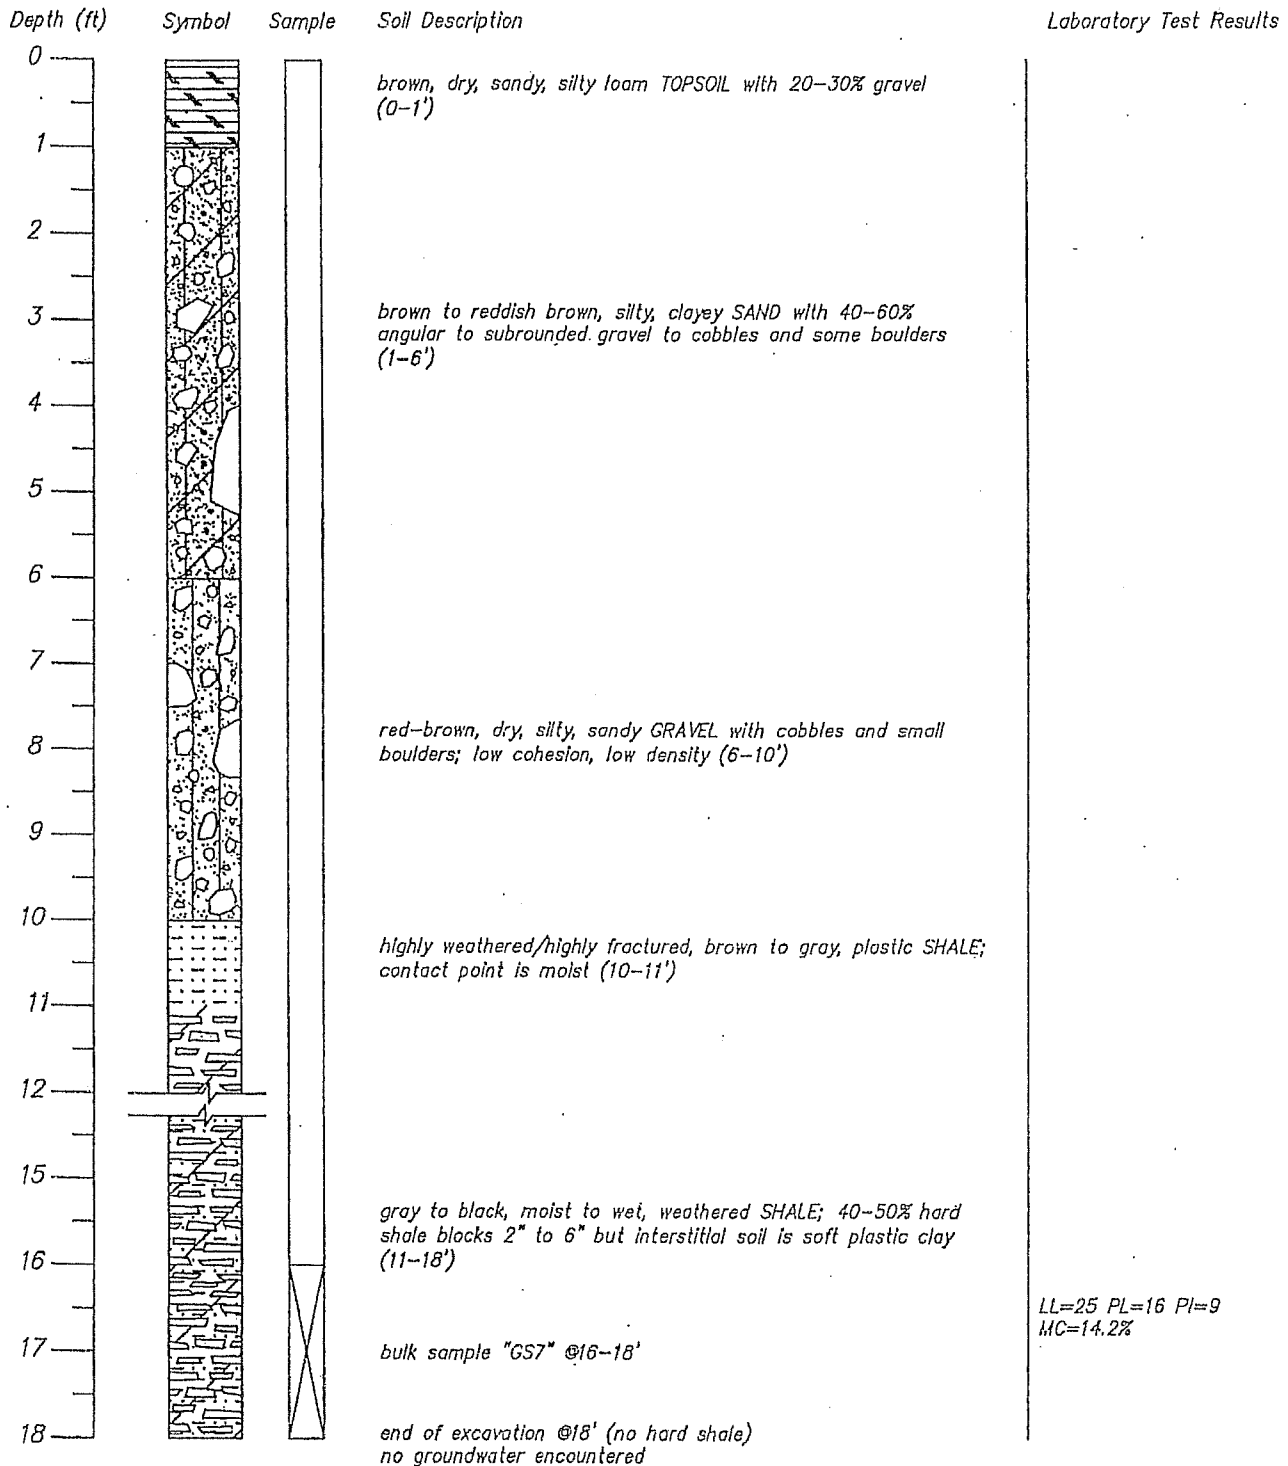 Depth (ft) Symbol Sample Soil Description Laboratory Test Results
0
brown, dry, sandy, silty loam TOPSOIL with 20-30% gravel
(0-1')
1
2
3
brown to reddish brown, silty, clayey SAND with 40-60%
angular to subrounded gravel to cobbles and some boulders
(1-6')
4
5
6
7
red-brown, dry, silty, sandy GRAVEL with cobbles and small
8
boulders; low cohesion, low density (6-10')
9
10
highly weathered/highly fractured, brown to gray, plastic SHALE;
contact point is moist (10-11')
11
12
15
gray to black, moist to wet, weathered SHALE; 40-50% hard
shale blocks 2" to 6" but interstitial soil is soft plastic clay
(11-18')
16
LL=25 PL=16 PI=9
MC=14.2%
17
bulk sample "GS7" @16-18'
18
end of excavation @18' (no hard shale)
no groundwater encountered